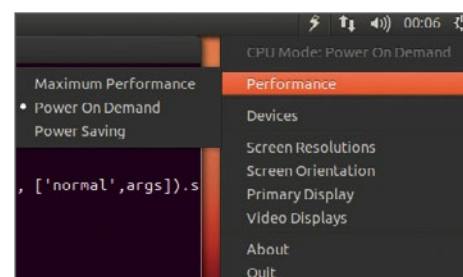 00:06
CPU Mode: Power On Demand
Performance
Maximum Performance
Power On Demand
Power Saving
Devices
Screen Resolutions
Screen Orientation
Primary Display
Video Displays
About
Quit
, ['normal',args]).s